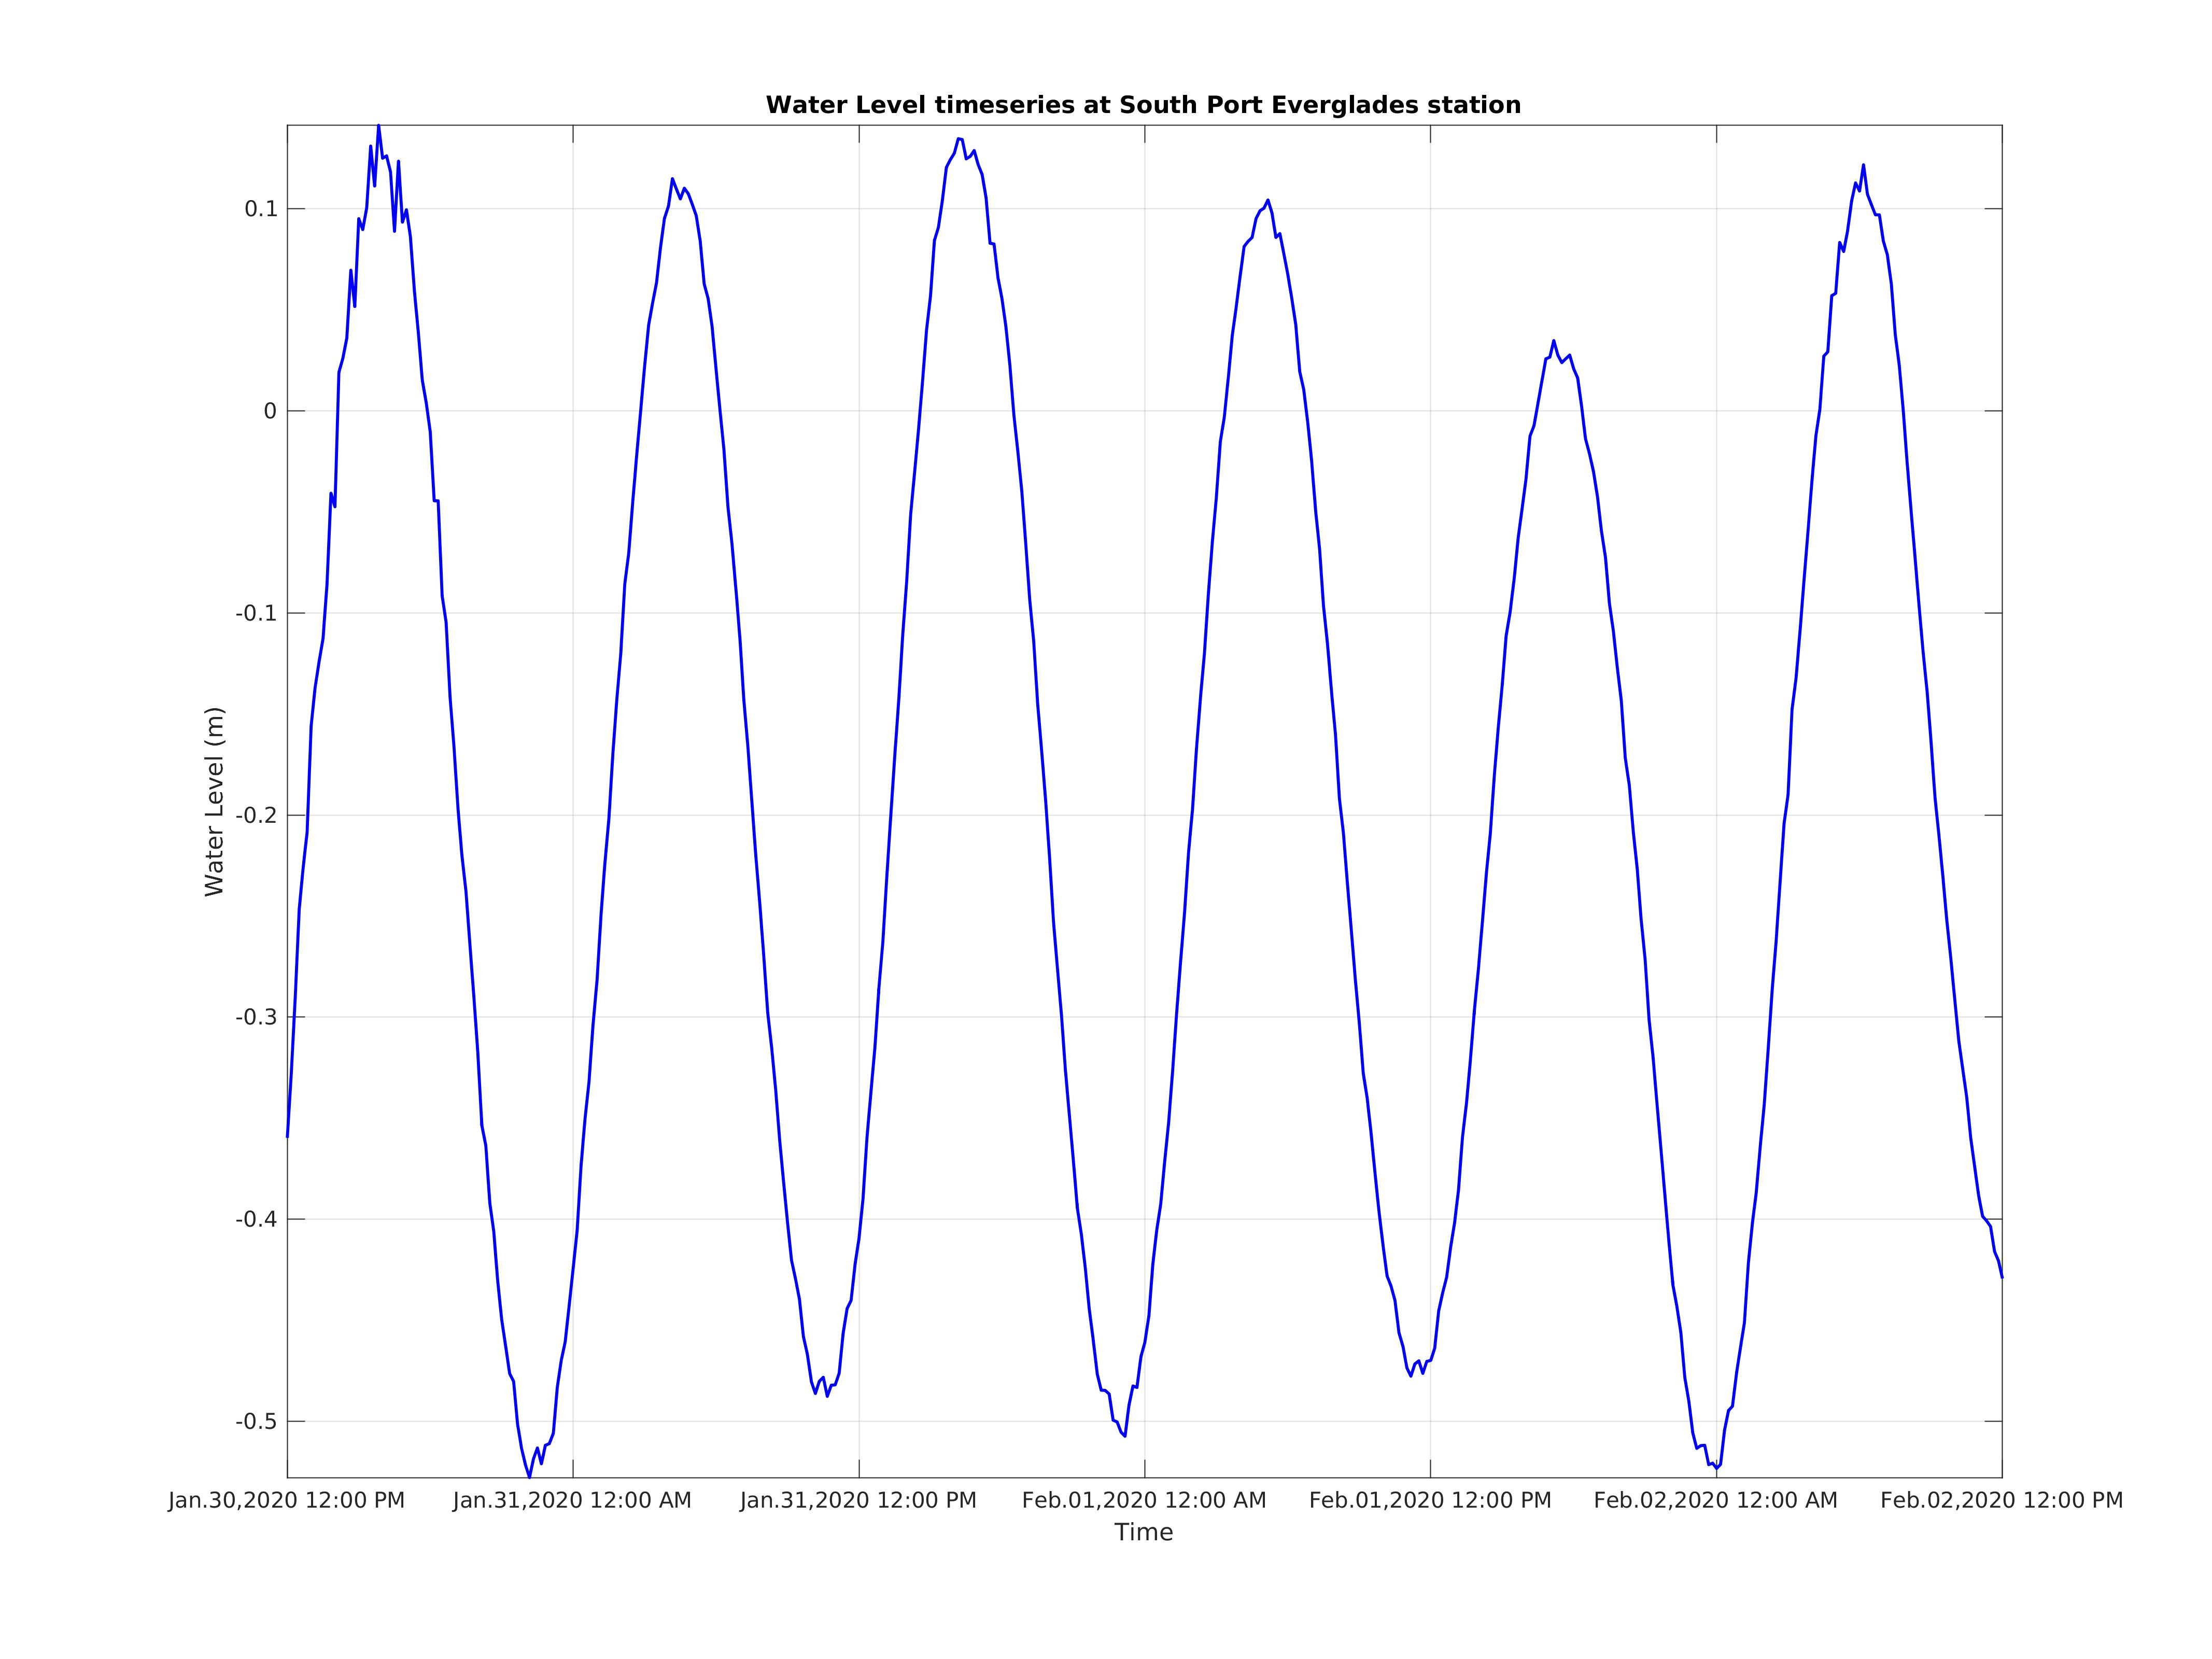 Water Level timeseries at South Port Everglades station
0.1
0
-0.1
-0.2
-0.3
-0.4
-0.5
Water Level (m)
Jan.30,2020 12:00 PM
Jan.31,2020 12:00 AM
Jan.31,2020 12:00 PM
Feb.01,2020 12:00 AM
Feb.01,2020 12:00 PM
Feb.02,2020 12:00 AM
Feb.02,2020 12:00 PM
Time